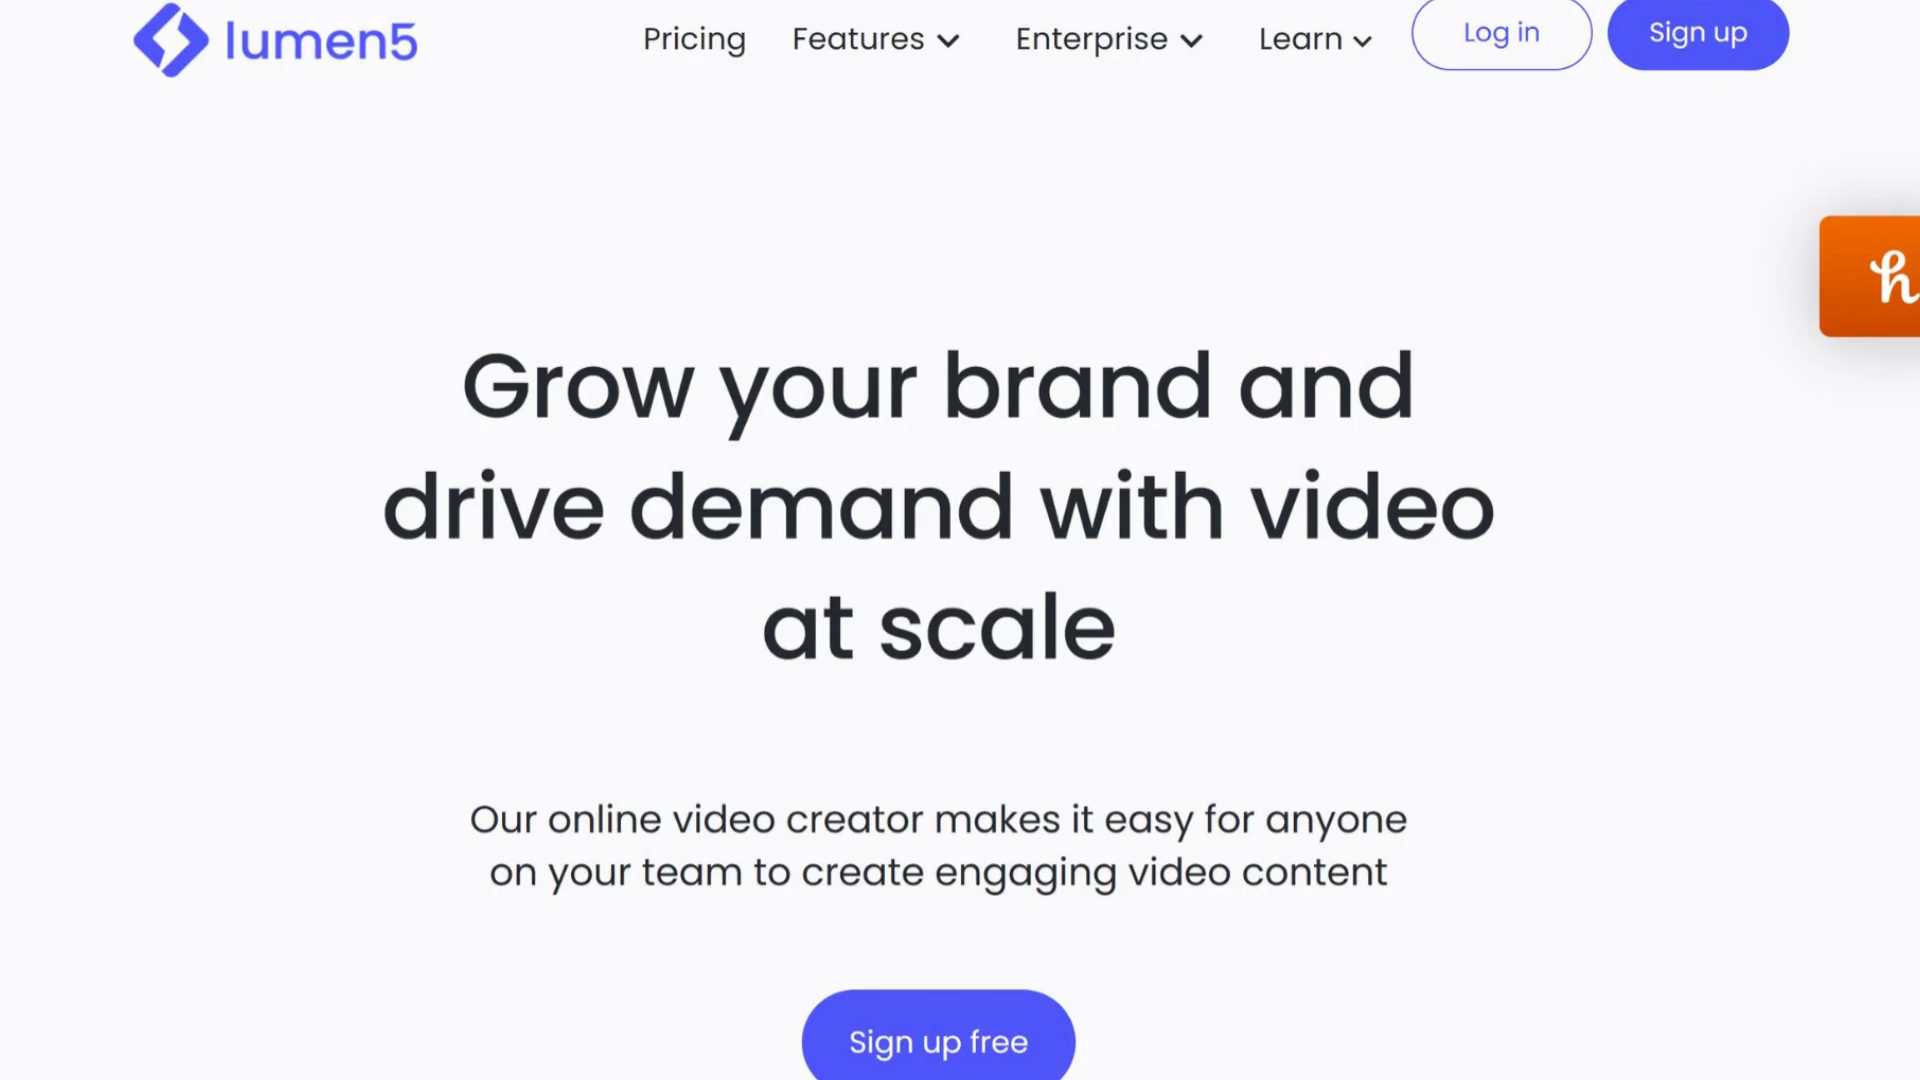 lumen5
Pricing
Features
Enterprise
Learn
Log in
Sign up
h
Grow your brand and
drive demand with video
at scale
Our online video creator makes it easy for anyone
on your team to create engaging video content
Sign up free